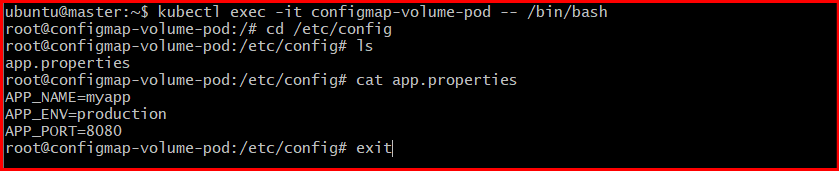 ubuntu@master:~$ kubectl exec -it configmap-volume-pod -- /bin/bash
root@configmap-volume-pod:/# cd /etc/config
root@configmap-volume-pod:/etc/config# ls
app.properties
root@configmap-volume-pod:/etc/config# cat app.properties
APP_NAME=myapp
APP_ENV=production
APP_PORT=8080
root@configmap-volume-pod:/etc/config# exit